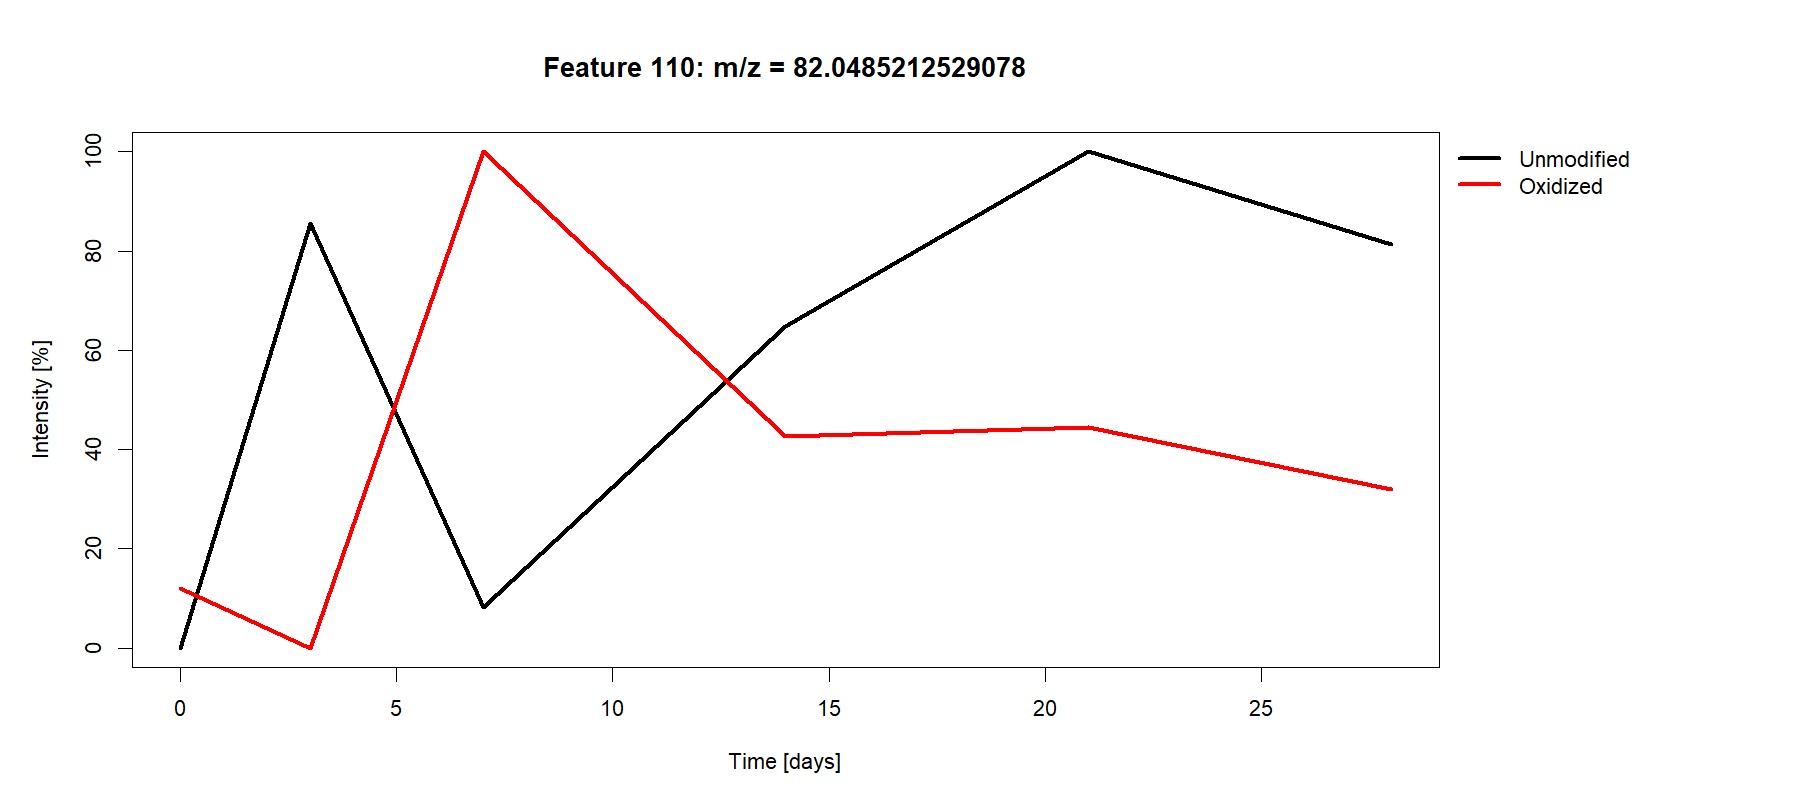 Feature 110: m/z = 82.0485212529078
Unmodified
Oxidized
Intensity [%]
100
80
60
40
20
0
0 5 10 15 20 25
Time [days]